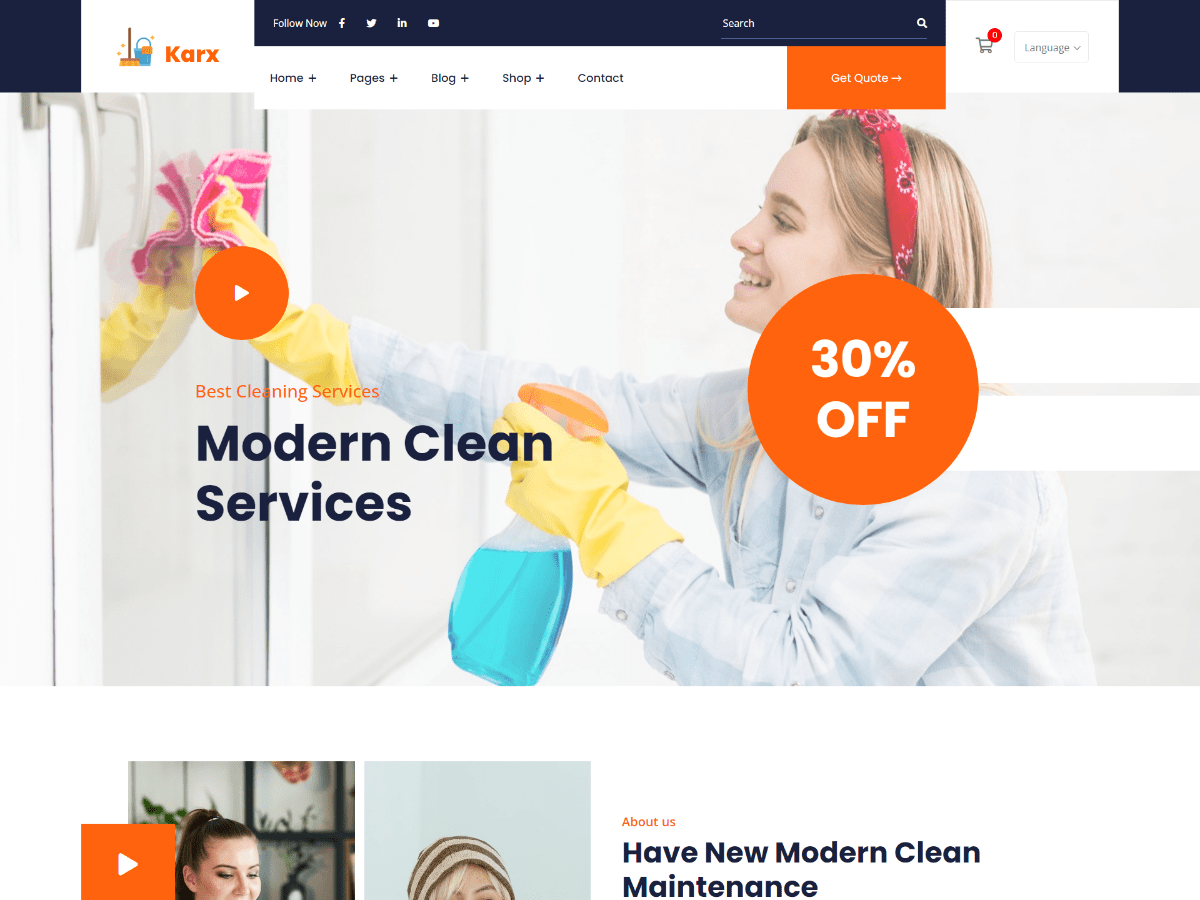 Follow Now
Search
Karx
0
Language
Home +
Pages +
Blog +
Shop +
Contact
Get Quote →
30%
OFF
Best Cleaning Services
Modern Clean
Services
About us
Have New Modern Clean
Maintenance